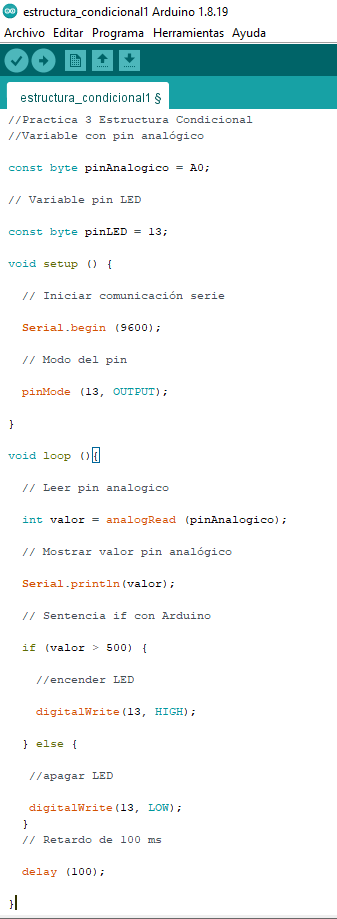 estructura_condicional1 Arduino 1.8.19
Archivo Editar Programa Herramientas Ayuda
estructura_condicional1 §
//Practica 3 Estructura Condicional
//Variable con pin analógico
const byte pinAnalogico = A0;
// Variable pin LED
const byte pinLED = 13;
void setup () {
// Iniciar comunicación serie
Serial.begin (9600);
// Modo del pin
pinMode (13, OUTPUT);
}
void loop (){
// Leer pin analogico
int valor = analogRead (pinAnalogico);
// Mostrar valor pin analógico
Serial.println(valor);
// Sentencia if con Arduino
if (valor > 500) {
//encender LED
digitalWrite(13, HIGH);
} else {
//apagar LED
digitalWrite(13, LOW);
}
// Retardo de 100 ms
delay (100);
}